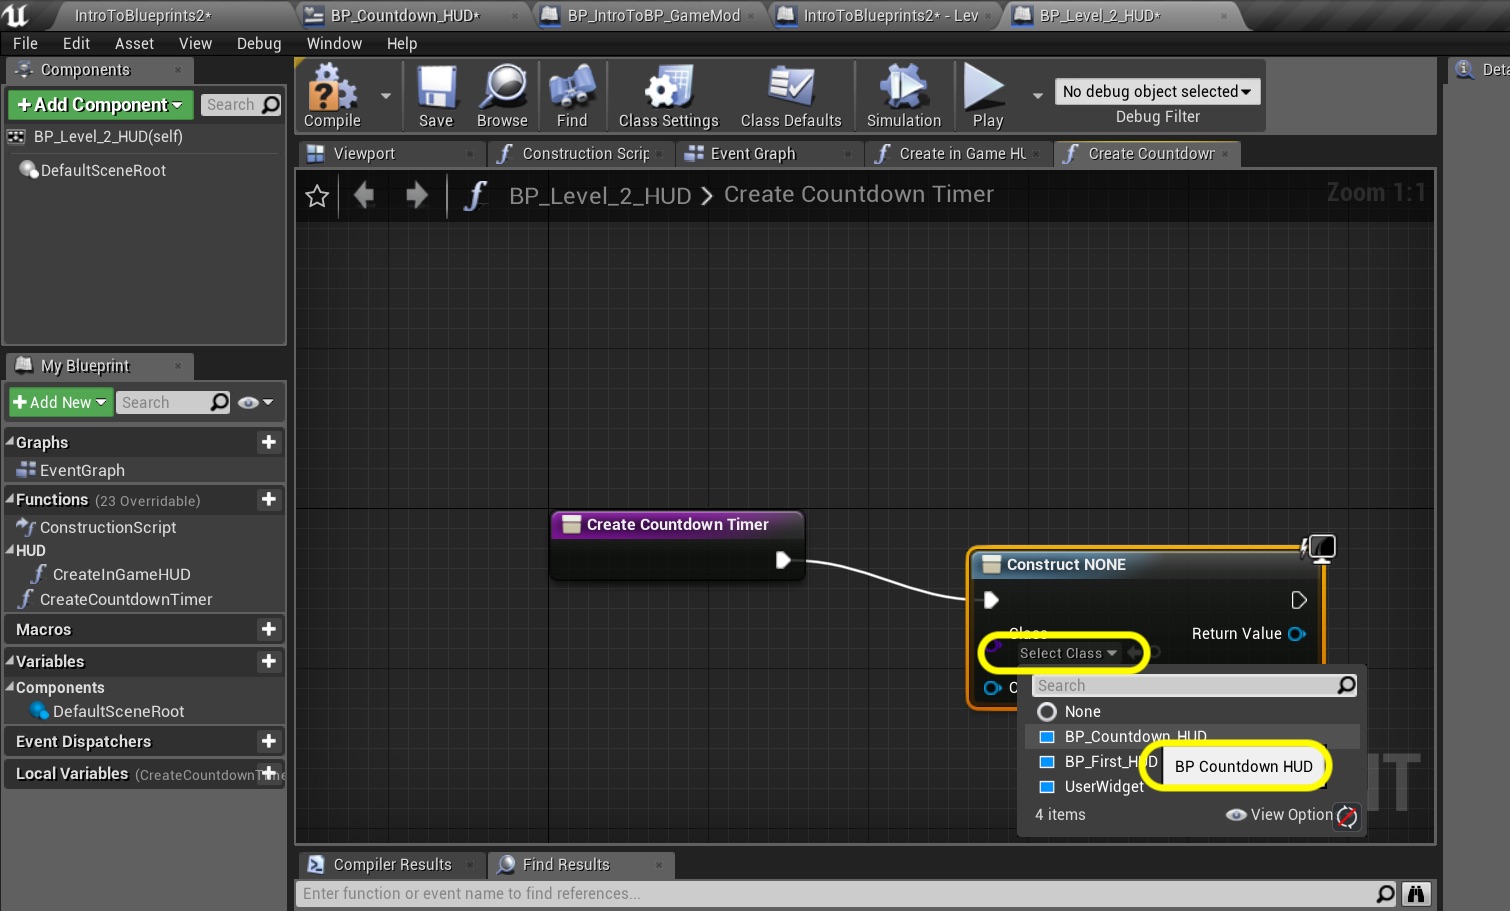 IntroToBlueprints2*
BP_Countdown_HUD*
BP_IntroToBP_GameMod
IntroToBlueprints2* - Lev
BP_Level_2_HUD*
File Edit Asset View Debug Window Help
Components
Add Component
Search
BP_Level_2_HUD(self)
DefaultSceneRoot
Compile
Save
Browse
Find
Class Settings
Class Defaults
Simulation
Play
No debug object selected
Debug Filter
Deta
Viewport
Construction Scrip
Event Graph
Create in Game HU
Create Countdown
BP_Level_2_HUD > Create Countdown Timer
Zoom 1:1
My Blueprint
Add New
Search
Graphs
EventGraph
Functions (23 Overridable)
ConstructionScript
HUD
CreateInGameHUD
CreateCountdownTimer
Macros
Variables
Components
DefaultSceneRoot
Event Dispatchers
Local Variables (CreateCountdownTime
Create Countdown Timer
Construct NONE
Class
Return Value
Select Class
Search
None
BP_Countdown_HUD
BP_First_HUD
BP Countdown HUD
UserWidget
4 items
View Option
Compiler Results
Find Results
Enter function or event name to find references...